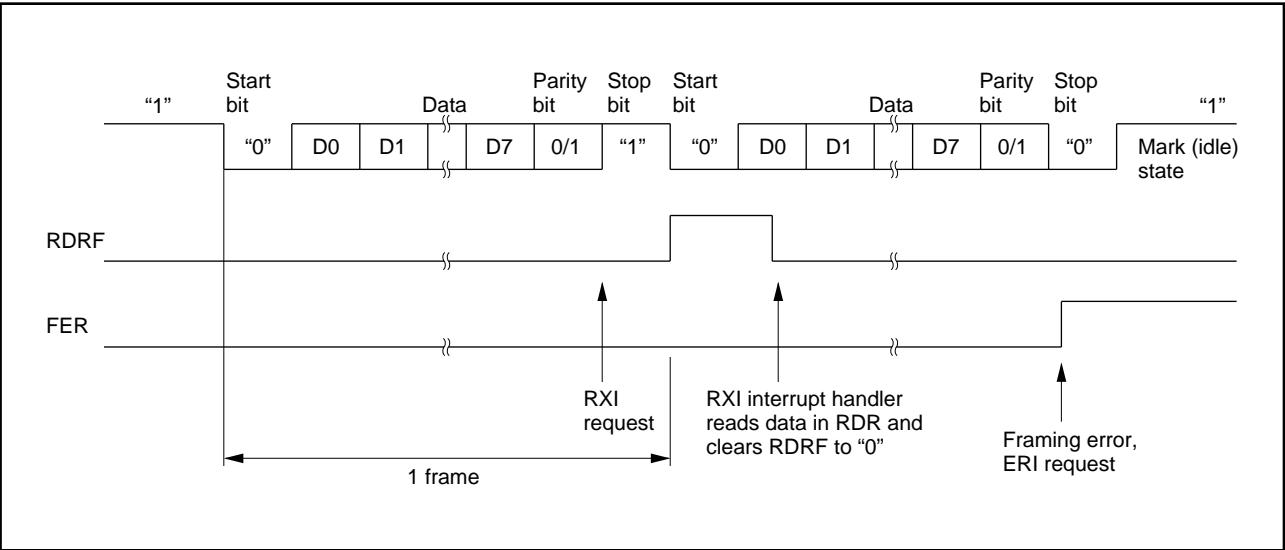 Start bit
Parity bit
Stop bit
Start bit
Parity bit
Stop bit
“1”
Data
Data
“1”
“0”
D0
D1
D7
0/1
“1”
“0”
D0
D1
D7
0/1
“0”
Mark (idle)
state
RDRF
FER
RXI
request
RXI interrupt handler
reads data in RDR and
clears RDRF to “0”
Framing error,
ERI request
1 frame